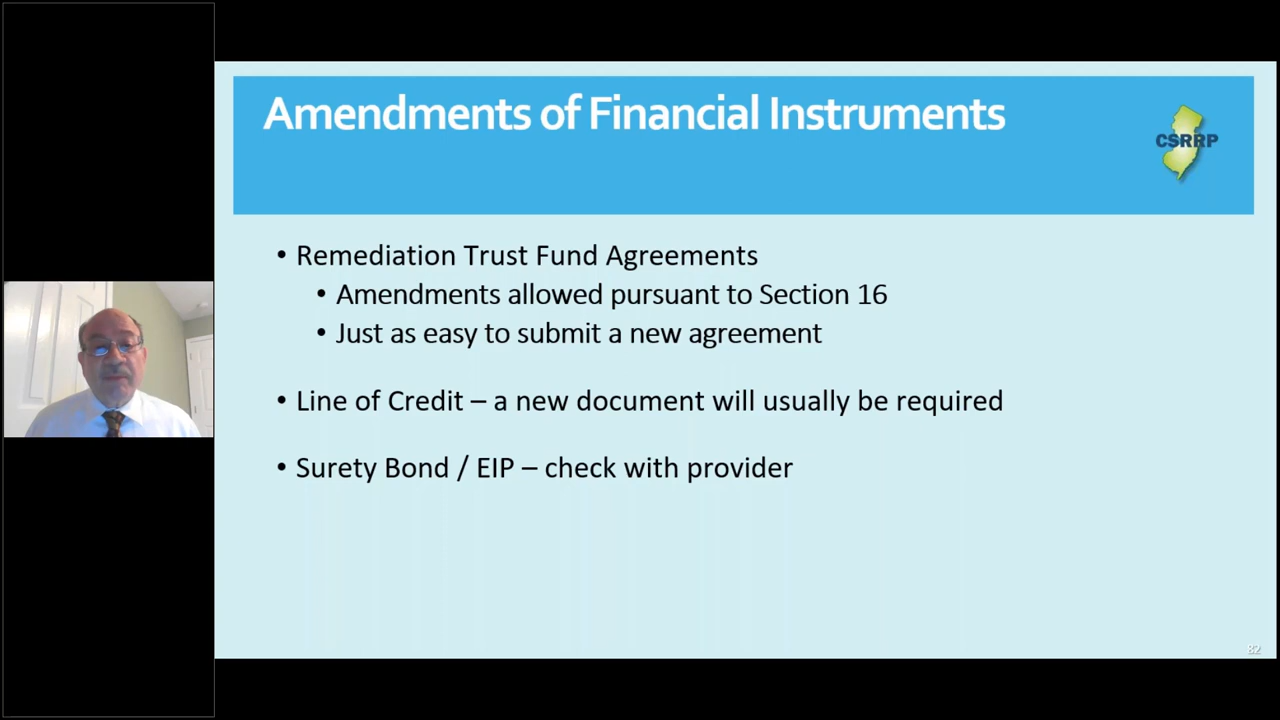 Amendments of Financial Instruments
CSRRP
• Remediation Trust Fund Agreements
• Amendments allowed pursuant to Section 16
• Just as easy to submit a new agreement
• Line of Credit – a new document will usually be required
• Surety Bond / EIP – check with provider
82